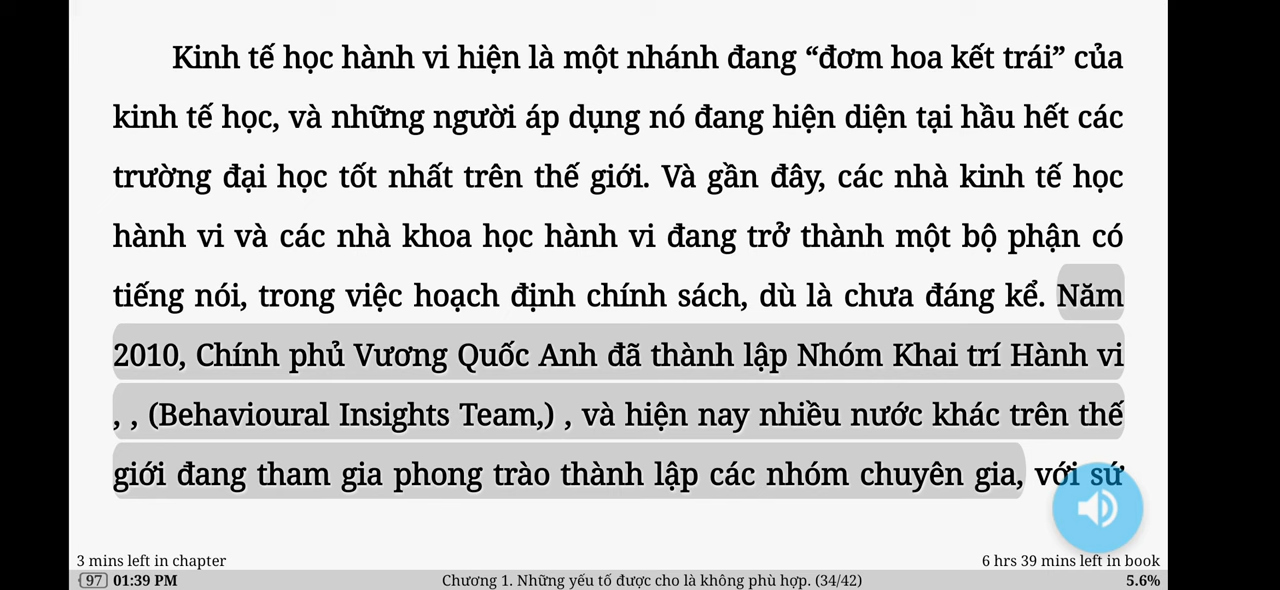 Kinh tế học hành vi hiện là một nhánh đang “đơm hoa kết trái” của
kinh tế học, và những người áp dụng nó đang hiện diện tại hầu hết các
trường đại học tốt nhất trên thế giới. Và gần đây, các nhà kinh tế học
hành vi và các nhà khoa học hành vi đang trở thành một bộ phận có
tiếng nói, trong việc hoạch định chính sách, dù là chưa đáng kể. Năm
2010, Chính phủ Vương Quốc Anh đã thành lập Nhóm Khai trí Hành vi
, , (Behavioural Insights Team,) , và hiện nay nhiều nước khác trên thế
giới đang tham gia phong trào thành lập các nhóm chuyên gia, với sứ
3 mins left in chapter
6 hrs 39 mins left in book
97 01:39 PM
Chương 1. Những yếu tố được cho là không phù hợp. (34/42)
5.6%